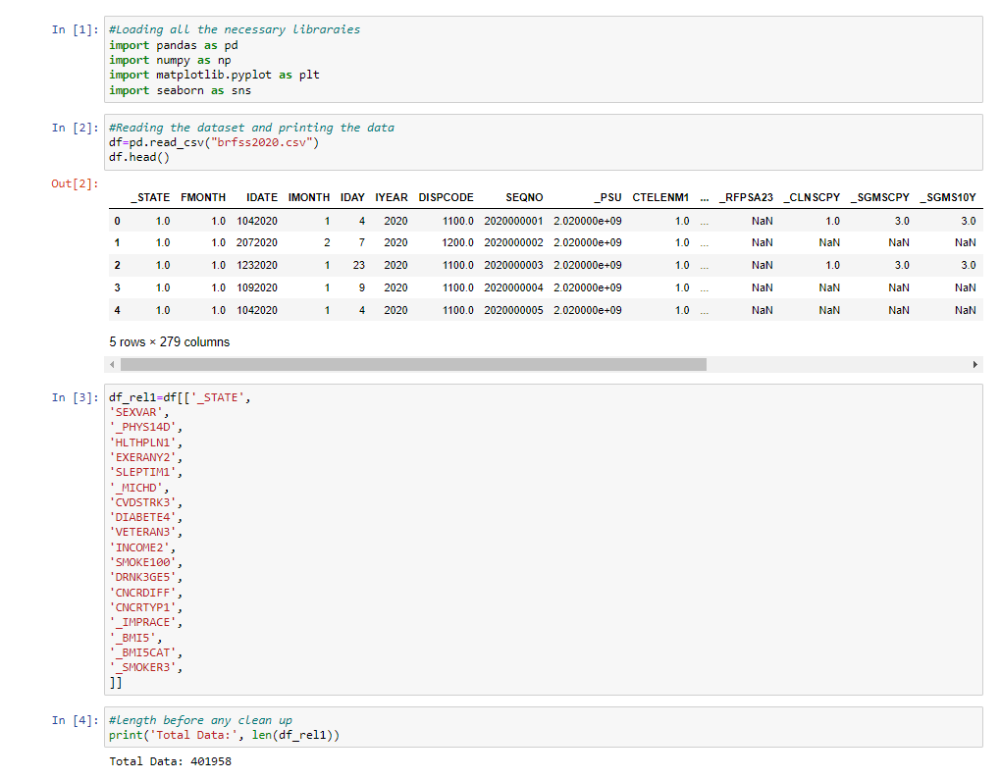 In [1]: #Loading all the necessary libraraies
import pandas as pd
import numpy as np
import matplotlib.pyplot as plt
import seaborn as sns
In [2]: #Reading the dataset and printing the data
df=pd.read_csv("brfss2020.csv")
df.head()
Out[2]:
_STATE FMONTH IDATE IMONTH IDAY IYEAR DISPCODE SEQNO _PSU CTELENM1 ... _RFPSA23 _CLNSCPY _SGMSCPY _SGMS10Y
0 1.0 1.0 1042020 1 4 2020 1100.0 2020000001 2.020000e+09 1.0 ... NaN 1.0 3.0 3.0
1 1.0 1.0 2072020 2 7 2020 1200.0 2020000002 2.020000e+09 1.0 ... NaN NaN NaN NaN
2 1.0 1.0 1232020 1 23 2020 1100.0 2020000003 2.020000e+09 1.0 ... NaN 1.0 3.0 3.0
3 1.0 1.0 1092020 1 9 2020 1100.0 2020000004 2.020000e+09 1.0 ... NaN NaN NaN NaN
4 1.0 1.0 1042020 1 4 2020 1100.0 2020000005 2.020000e+09 1.0 ... NaN NaN NaN NaN
5 rows × 279 columns
In [3]: df_rel1=df[['_STATE',
'SEXVAR',
'_PHYS14D',
'HLTHPLN1',
'EXERANY2',
'SLEPTIM1',
'_MICHD',
'CVDSTRK3',
'DIABETE4',
'VETERAN3',
'INCOME2',
'SMOKE100',
'DRNK3GE5',
'CNCRDIFF',
'CNCRTYP1',
'_IMPRACE',
'_BMI5',
'_BMI5CAT',
'_SMOKER3',
]]
In [4]: #length before any clean up
print('Total Data:', len(df_rel1))
Total Data: 401958